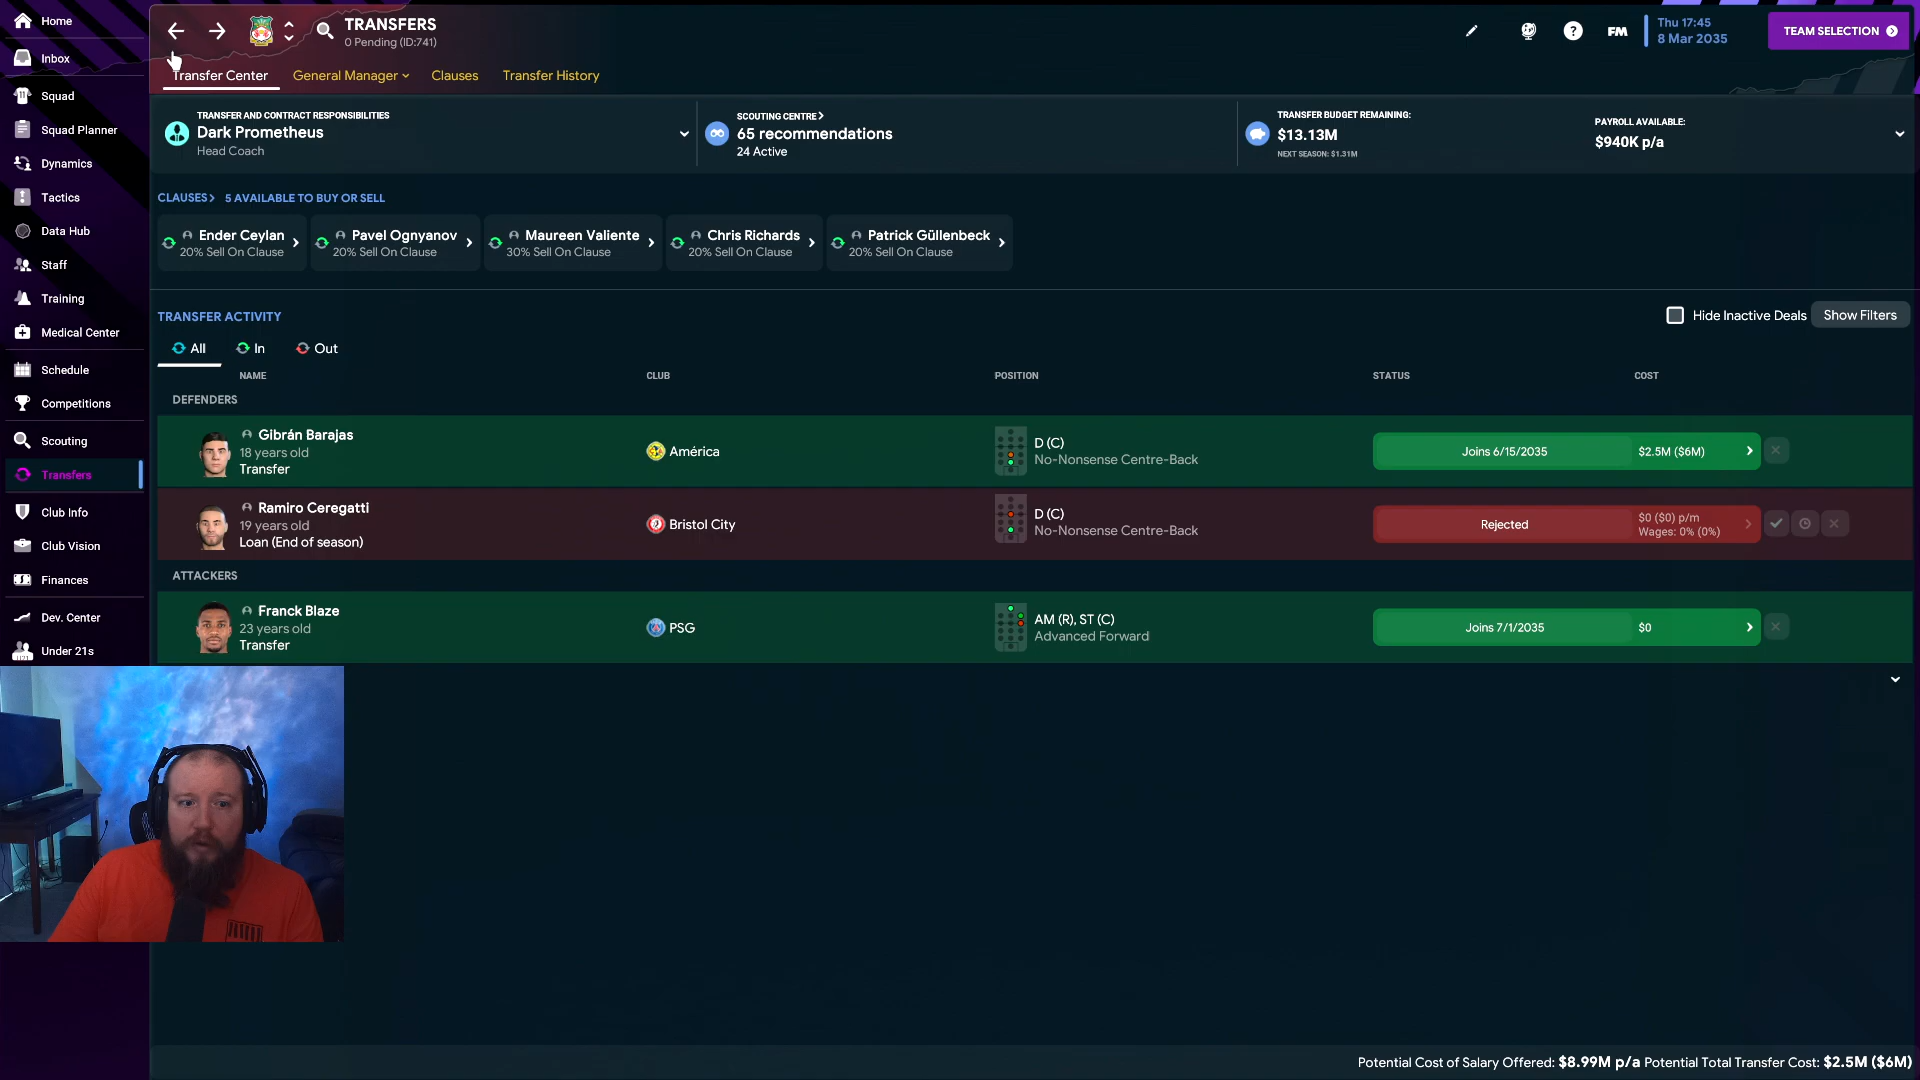 Home
Inbox
Squad
Squad Planner
Dynamics
Tactics
Data Hub
Staff
Training
Medical Center
Schedule
Competitions
Scouting
Transfers
Club Info
Club Vision
Finances
Dev. Center
Under 21s
TRANSFERS
0 Pending (ID:741)
FM
Thu 17:45
8 Mar 2035
TEAM SELECTION
Transfer Center
General Manager
Clauses
Transfer History
TRANSFER AND CONTRACT RESPONSIBILITIES
Dark Prometheus
Head Coach
SCOUTING CENTRE
65 recommendations
24 Active
TRANSFER BUDGET REMAINING:
$13.13M
NEXT SEASON: $1.31M
PAYROLL AVAILABLE:
$940K p/a
CLAUSES 5 AVAILABLE TO BUY OR SELL
Ender Ceylan
20% Sell On Clause
Pavel Ognyanov
20% Sell On Clause
Maureen Valiente
30% Sell On Clause
Chris Richards
20% Sell On Clause
Patrick Güllenbeck
20% Sell On Clause
TRANSFER ACTIVITY
Hide Inactive Deals
Show Filters
All
In
Out
NAME CLUB POSITION STATUS COST
DEFENDERS
Gibrán Barajas
18 years old
Transfer
América
D (C)
No-Nonsense Centre-Back
Joins 6/15/2035
$2.5M ($6M)
Ramiro Ceregatti
19 years old
Loan (End of season)
Bristol City
D (C)
No-Nonsense Centre-Back
Rejected
$0 ($0) p/m
Wages: 0% (0%)
ATTACKERS
Franck Blaze
23 years old
Transfer
PSG
AM (R), ST (C)
Advanced Forward
Joins 7/1/2035
$0
Potential Cost of Salary Offered: $8.99M p/a Potential Total Transfer Cost: $2.5M ($6M)